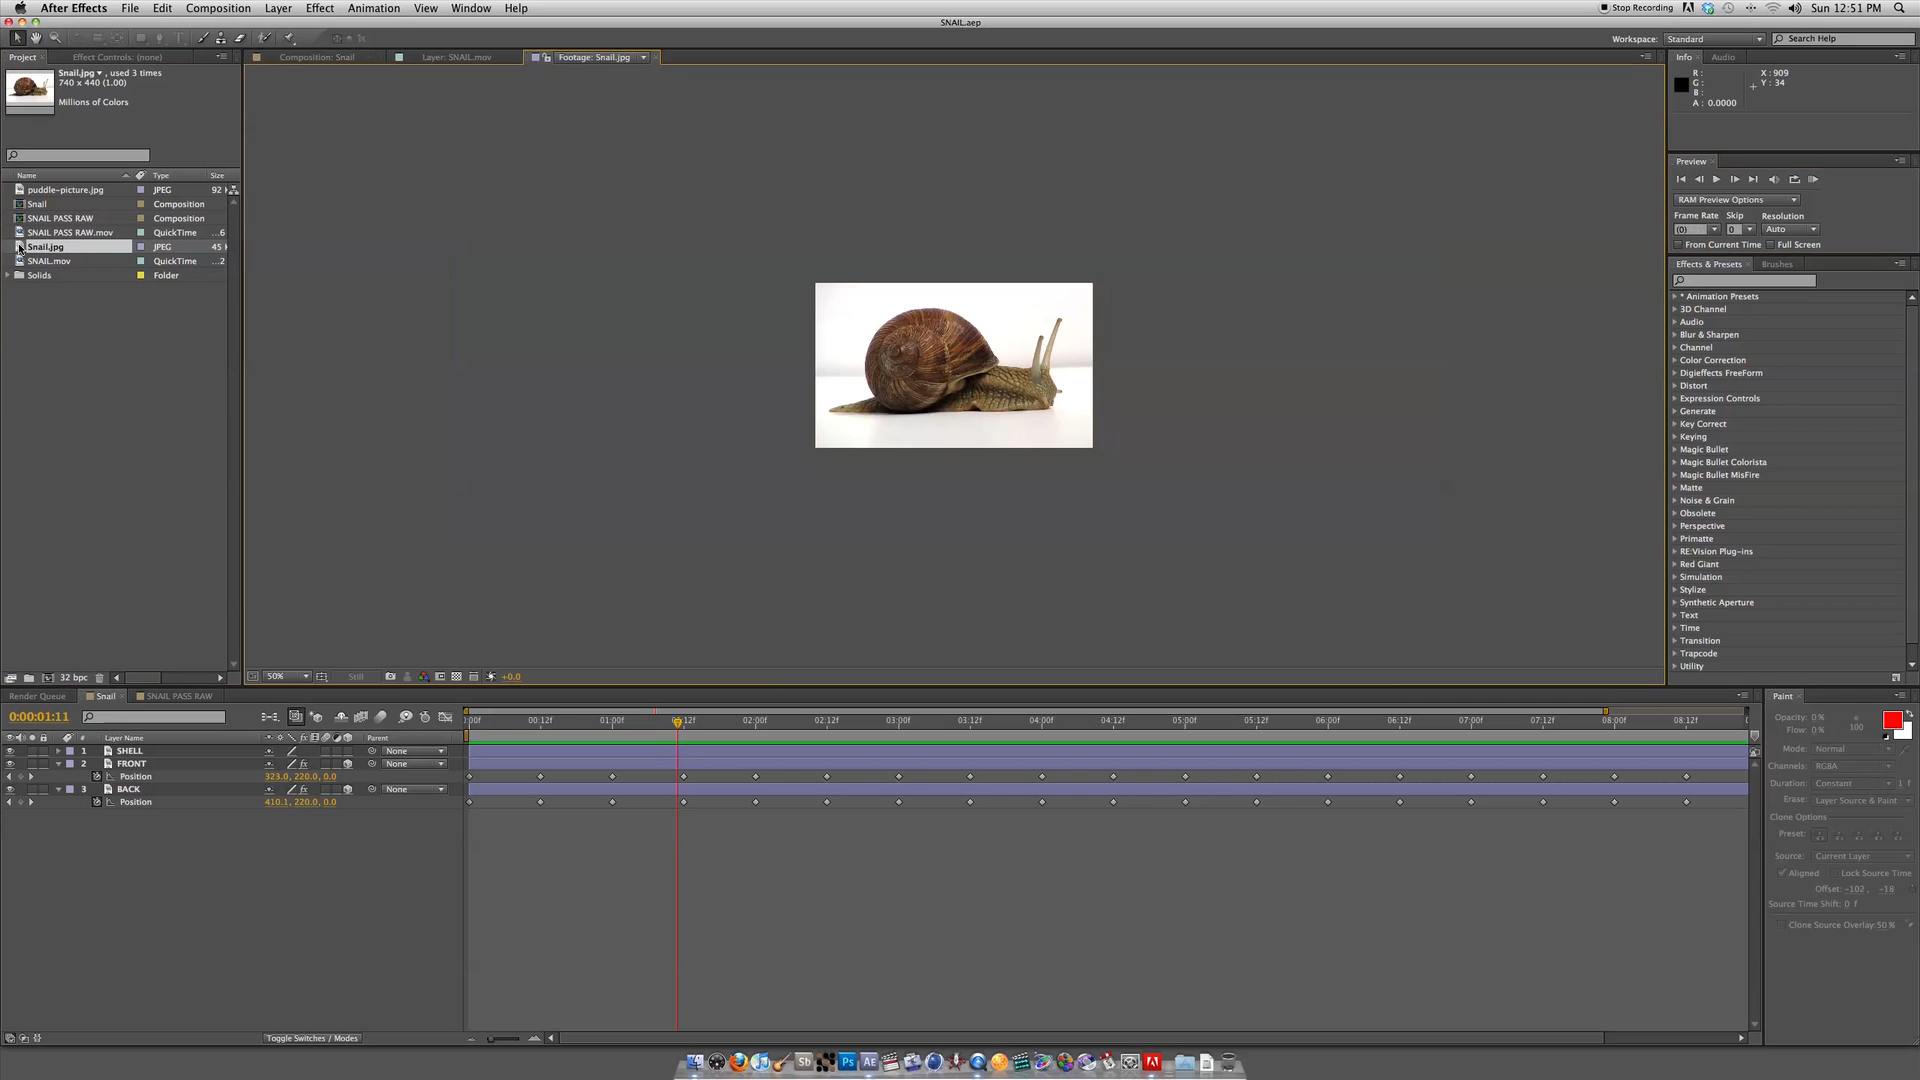 After Effects File Edit Composition Layer Effect Animation View Window Help Stop Recording Sun 12:51 PM
SNAIL.aep
Workspace: Standard Search Help
Project Effect Controls: (none) Composition: Snail Layer: SNAIL.mov Footage: Snail.jpg Info Audio
Snail.jpg , used 3 times
740 x 440 (1.00)
Millions of Colors
R :
G :
B :
A : 0.0000
X : 909
Y : 34
Preview
RAM Preview Options
Frame Rate Skip Resolution
(0) 0 Auto
From Current Time Full Screen
Name Type Size
puddle-picture.jpg JPEG 92 K
Snail Composition
SNAIL PASS RAW Composition
SNAIL PASS RAW.mov QuickTime ...6
Snail.jpg JPEG 45 K
SNAIL.mov QuickTime ...2
Solids Folder
Effects & Presets Brushes
* Animation Presets
3D Channel
Audio
Blur & Sharpen
Channel
Color Correction
Digieffects FreeForm
Distort
Expression Controls
Generate
Key Correct
Keying
Magic Bullet
Magic Bullet Colorista
Magic Bullet MisFire
Matte
Noise & Grain
Obsolete
Perspective
Primatte
RE:Vision Plug-ins
Red Giant
Simulation
Stylize
Synthetic Aperture
Text
Time
Transition
Trapcode
Utility
32 bpc 50% Still +0.0
Render Queue Snail SNAIL PASS RAW
0:00:01:11
:00f 00:12f 01:00f 02:00f 02:12f 03:00f 03:12f 04:00f 04:12f 05:00f 05:12f 06:00f 06:12f 07:00f 07:12f 08:00f 08:12f
# Layer Name fx Parent
1 SHELL None
2 FRONT fx None
Position 323.0, 220.0, 0.0
3 BACK fx None
Position 410.1, 220.0, 0.0
Toggle Switches / Modes
Paint
Opacity: 0 %
Flow: 0 %
100
Mode: Normal
Channels: RGBA
Duration: Constant 1 f
Erase: Layer Source & Paint
Clone Options
Preset:
Source: Current Layer
Aligned Lock Source Time
Offset: -102 , -18
Source Time Shift: 0 f
Clone Source Overlay: 50 %
Sb Ps Ae